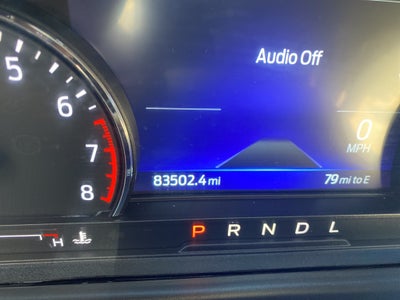 Audio Off
5
6
7
8
0
MPH
83502.4 mi
79 mi to E
H
P R N D L